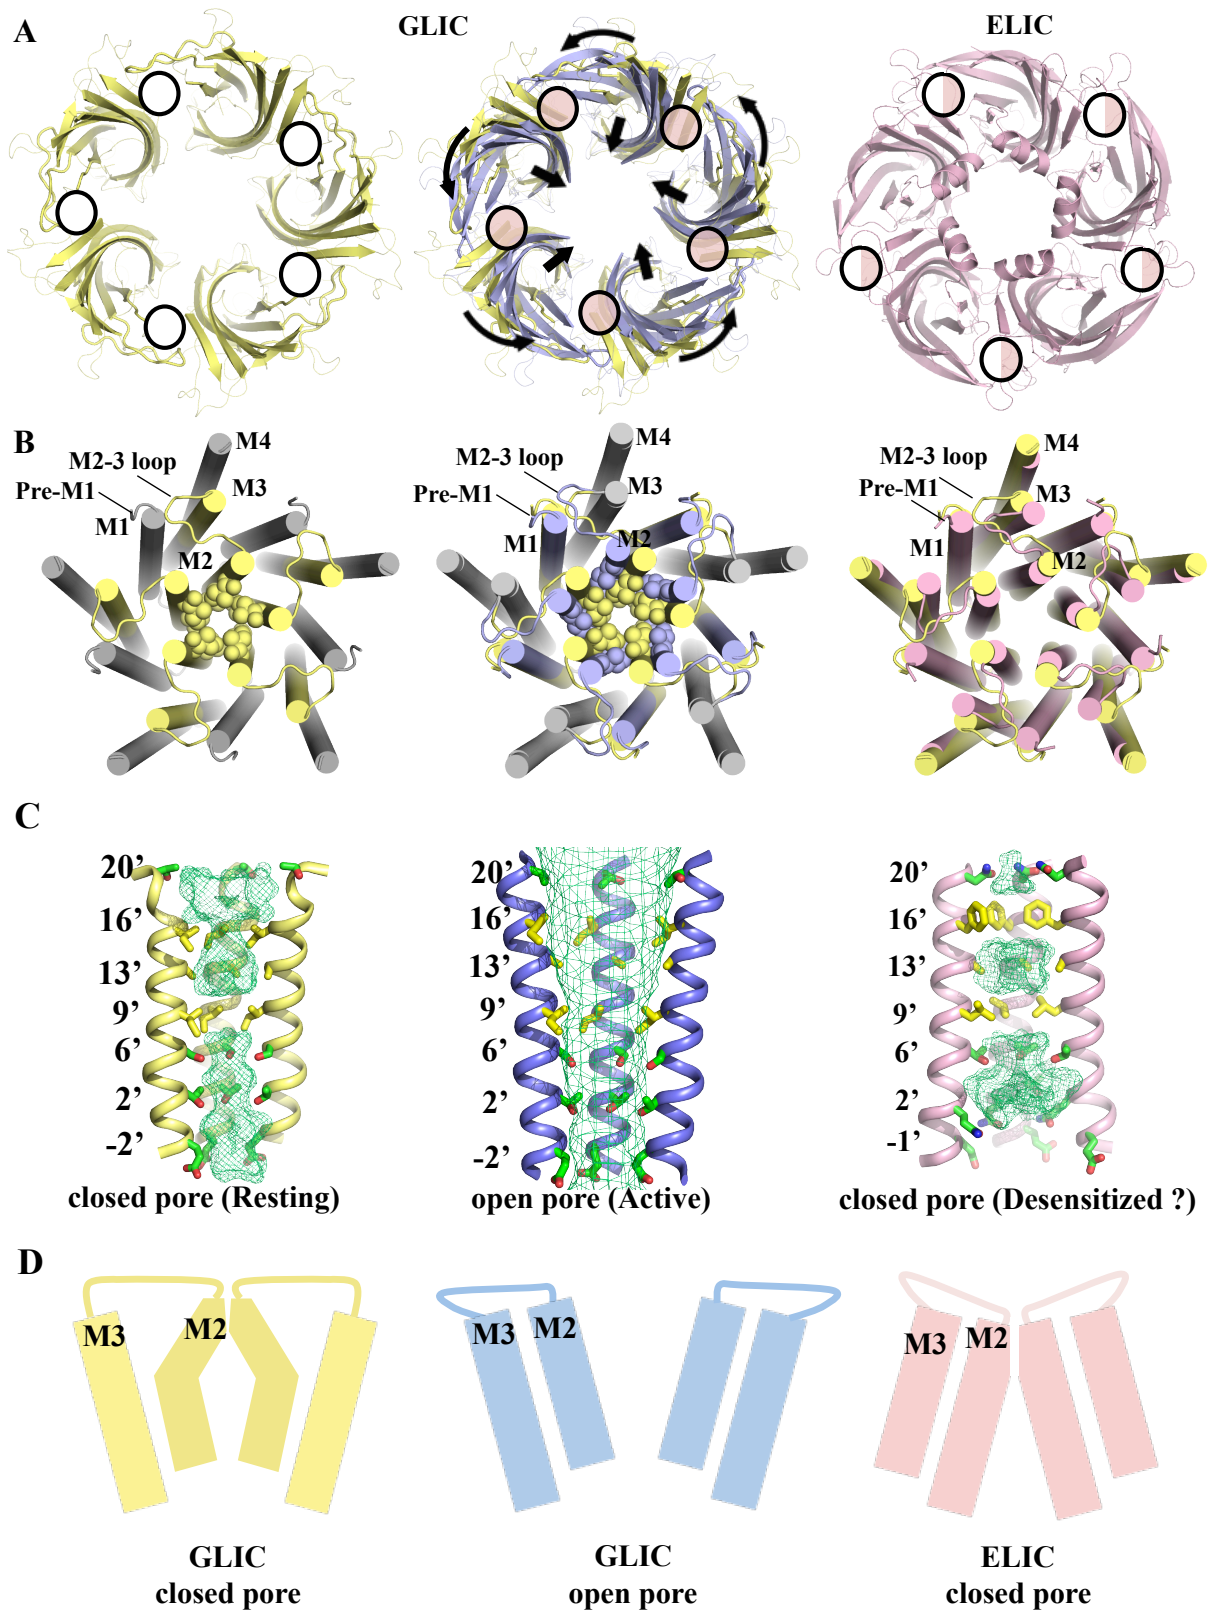 A
GLIC
ELIC
B
M4
M2-3 loop
Pre-M1
M3
M1
M2
M4
M2-3 loop
Pre-M1
M3
M1
M2
M4
M2-3 loop
Pre-M1
M3
M1
M2
C
20’
16’
13’
9’
6’
2’
-2’
closed pore (Resting)
20’
16’
13’
9’
6’
2’
-2’
open pore (Active)
20’
16’
13’
9’
6’
2’
-1’
closed pore (Desensitized ?)
D
M3
M2
M3
M2
M3
M2
GLIC
closed pore
GLIC
open pore
ELIC
closed pore